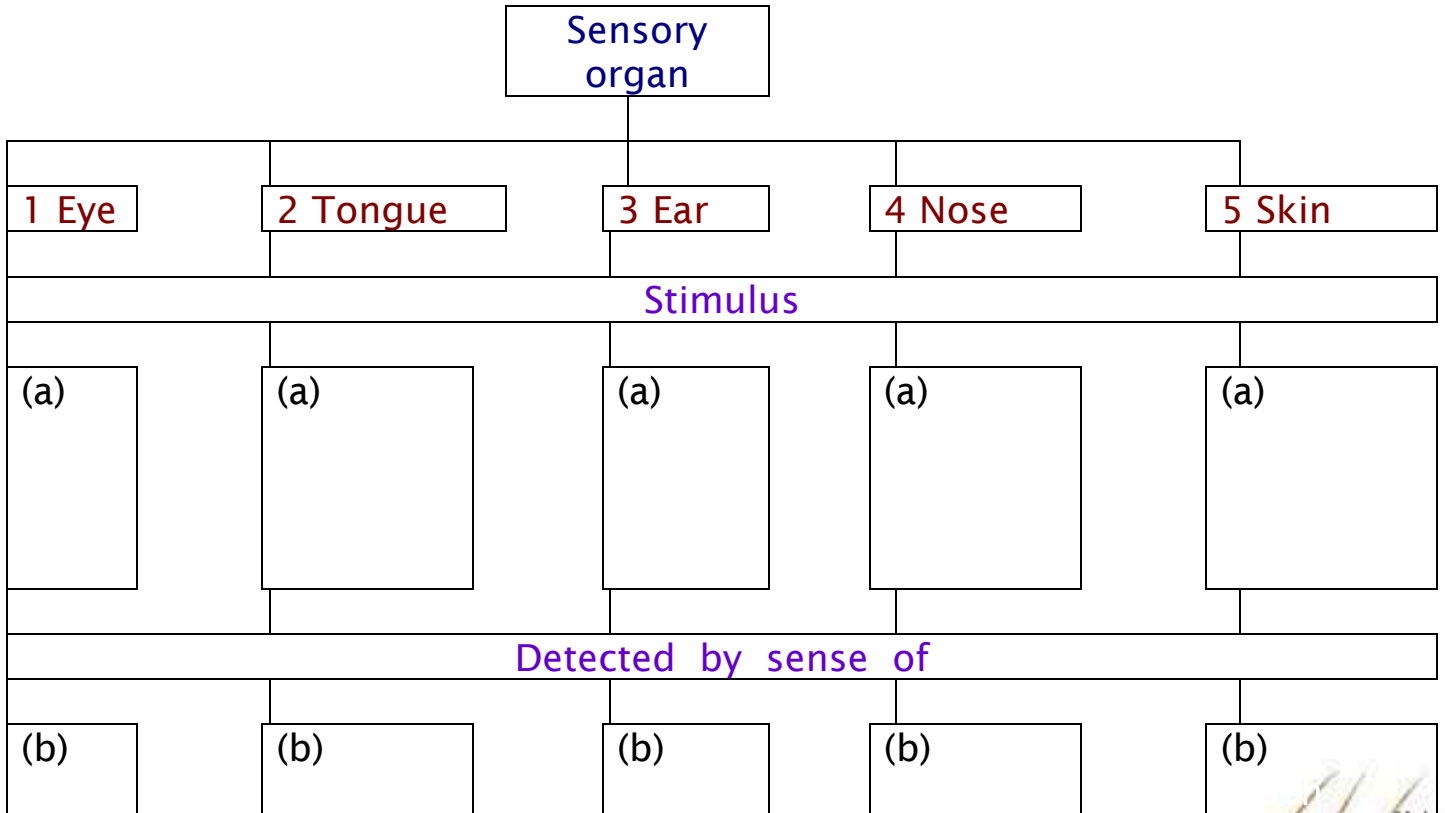 Sensory
organ
1 Eye
2 Tongue
3 Ear
4 Nose
5 Skin
Stimulus
(a)
(a)
(a)
(a)
(a)
Detected by sense of
(b)
(b)
(b)
(b)
(b)